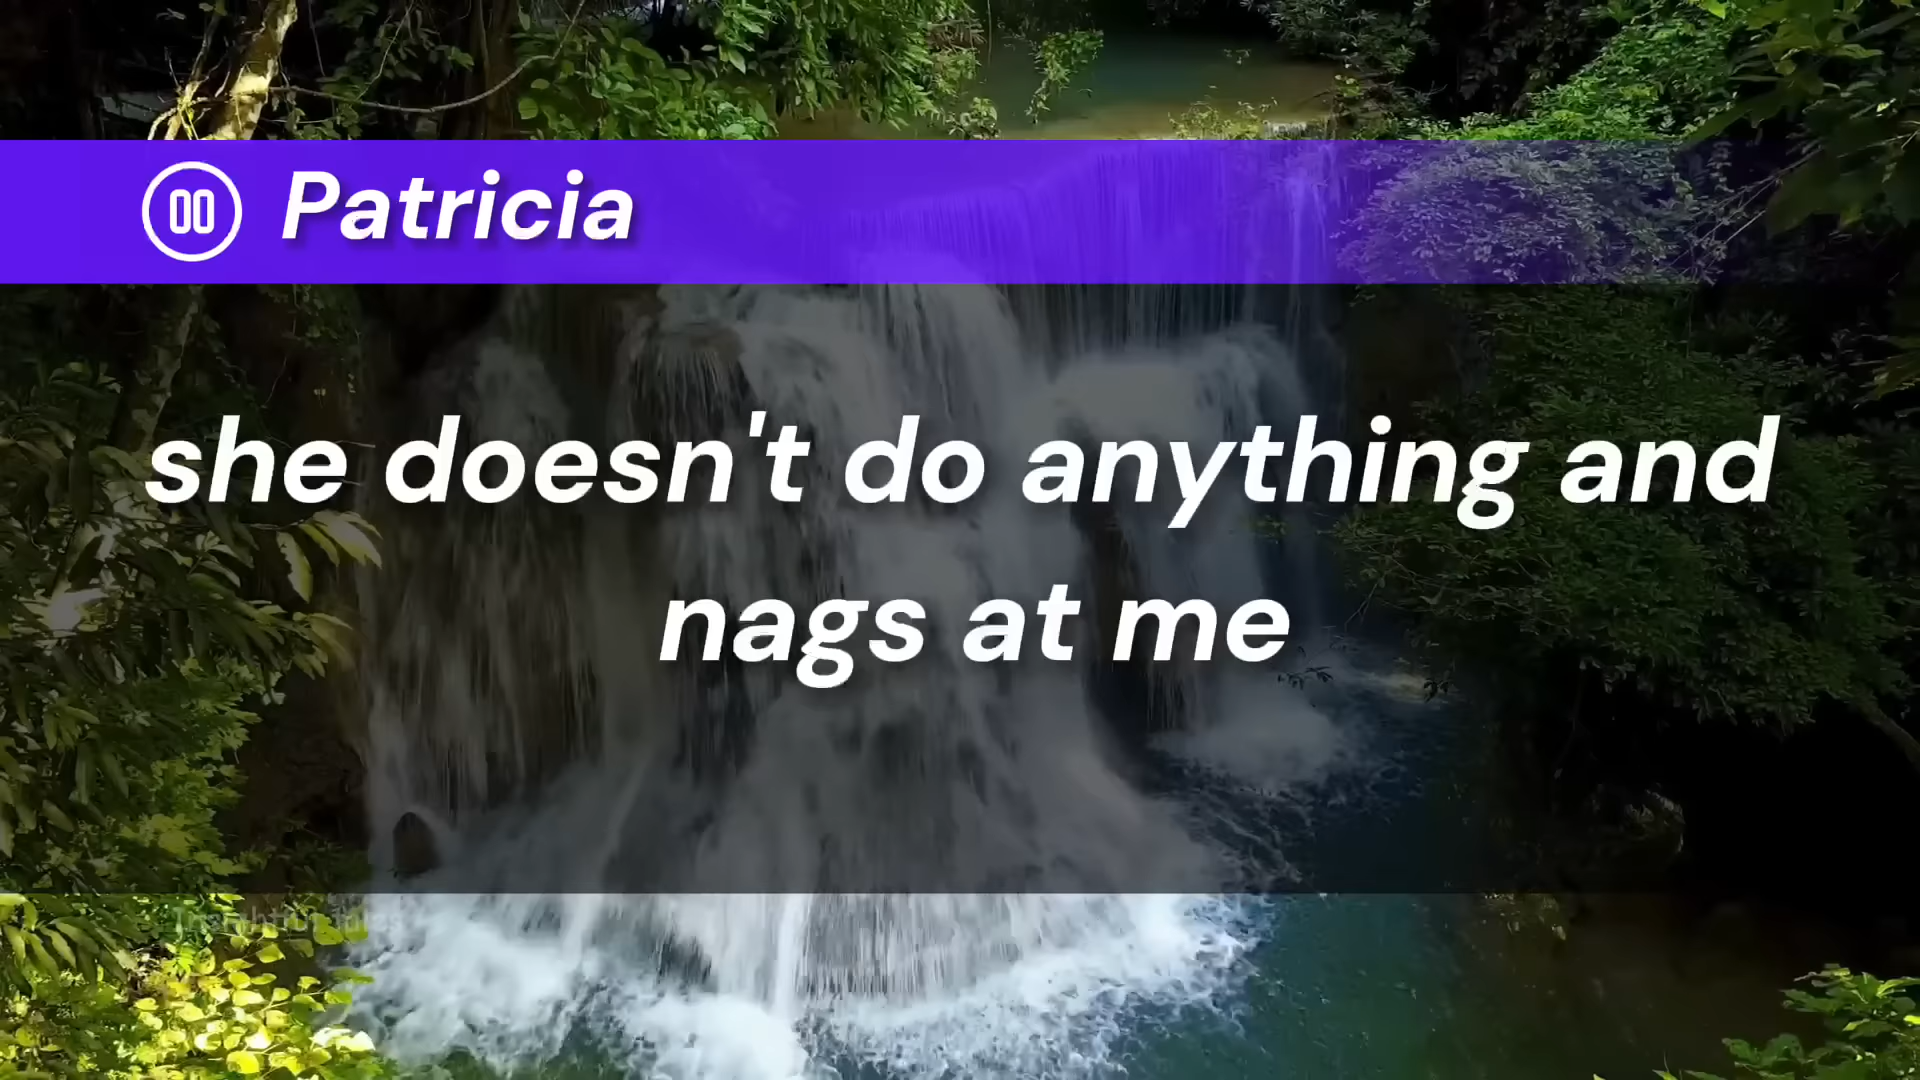 Patricia
she doesn't do anything and
nags at me